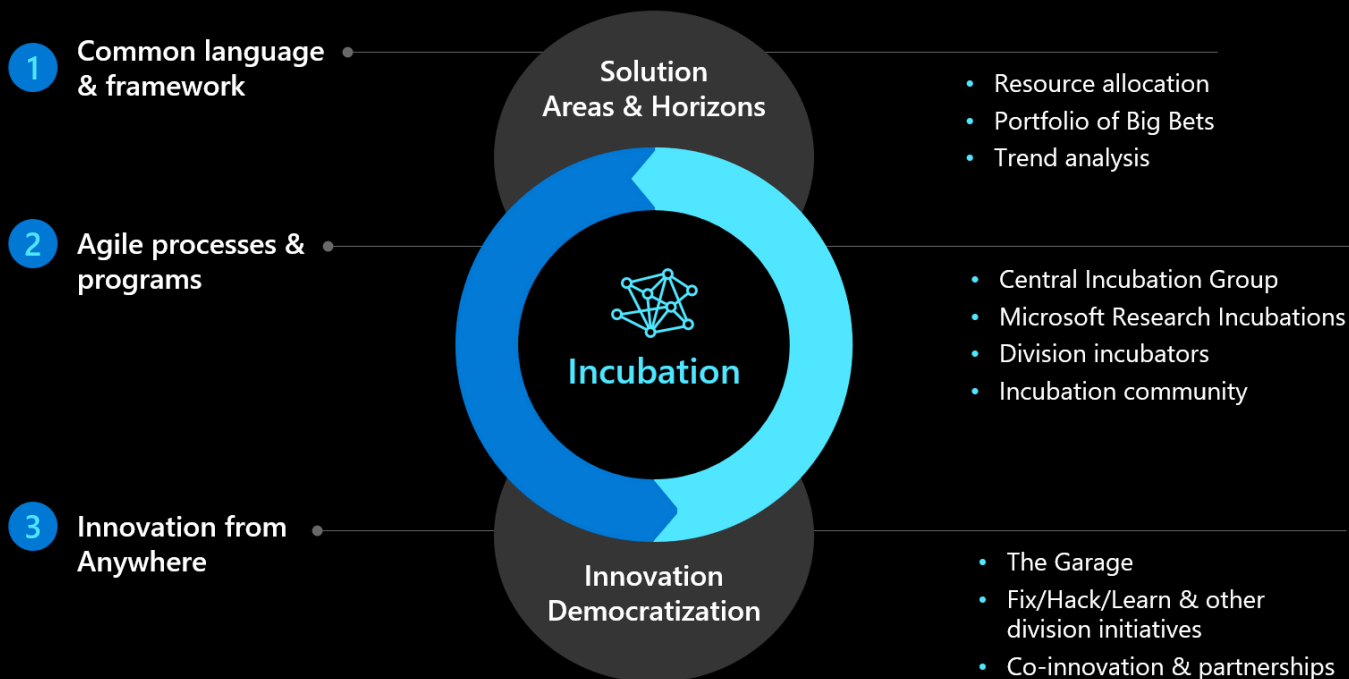 1
Common language
& framework
Solution
Areas & Horizons
• Resource allocation
• Portfolio of Big Bets
• Trend analysis
2
Agile processes &
programs
Incubation
• Central Incubation Group
• Microsoft Research Incubations
• Division incubators
• Incubation community
3
Innovation from
Anywhere
Innovation
Democratization
• The Garage
• Fix/Hack/Learn & other
division initiatives
• Co-innovation & partnerships